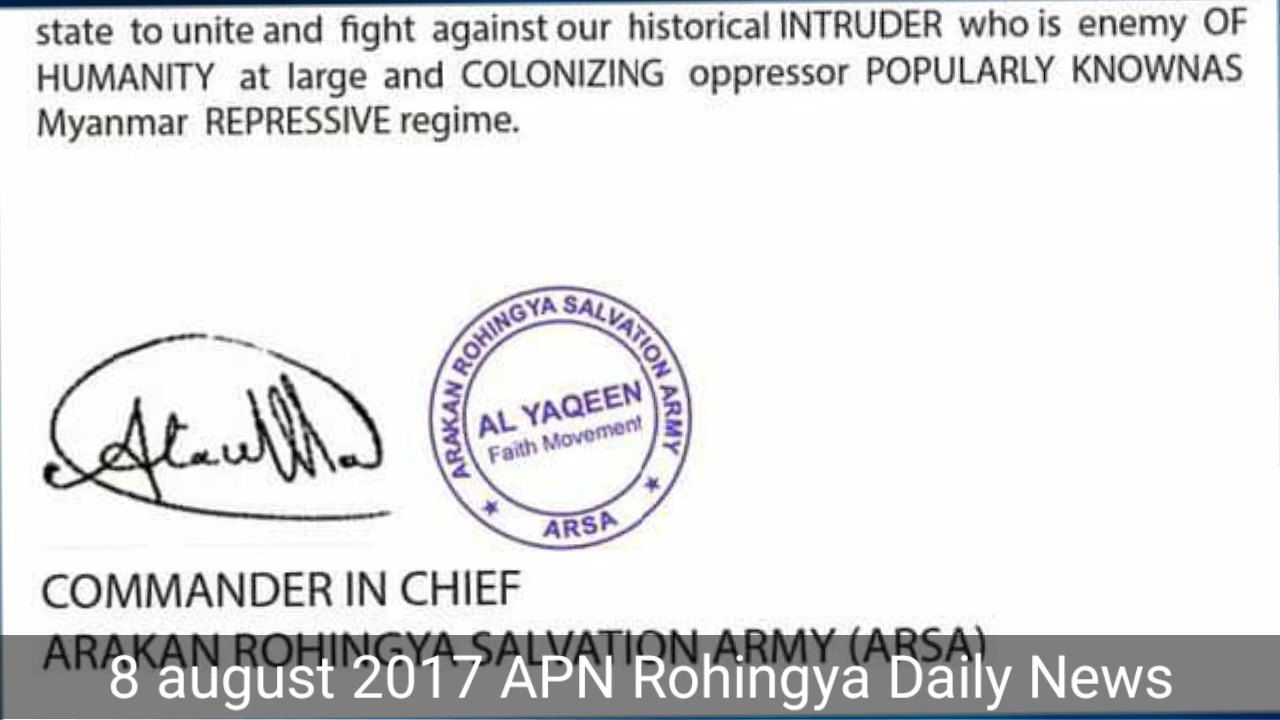 state to unite and fight against our historical INTRUDER who is enemy OF
HUMANITY at large and COLONIZING oppressor POPULARLY KNOWNAS
Myanmar REPRESSIVE regime.
ARAKAN ROHINGYA SALVATION ARMY
AL YAQEEN
Faith Movement
★ ARSA ★
COMMANDER IN CHIEF
ARAKAN ROHINGYA SALVATION ARMY (ARSA)
8 august 2017 APN Rohingya Daily News